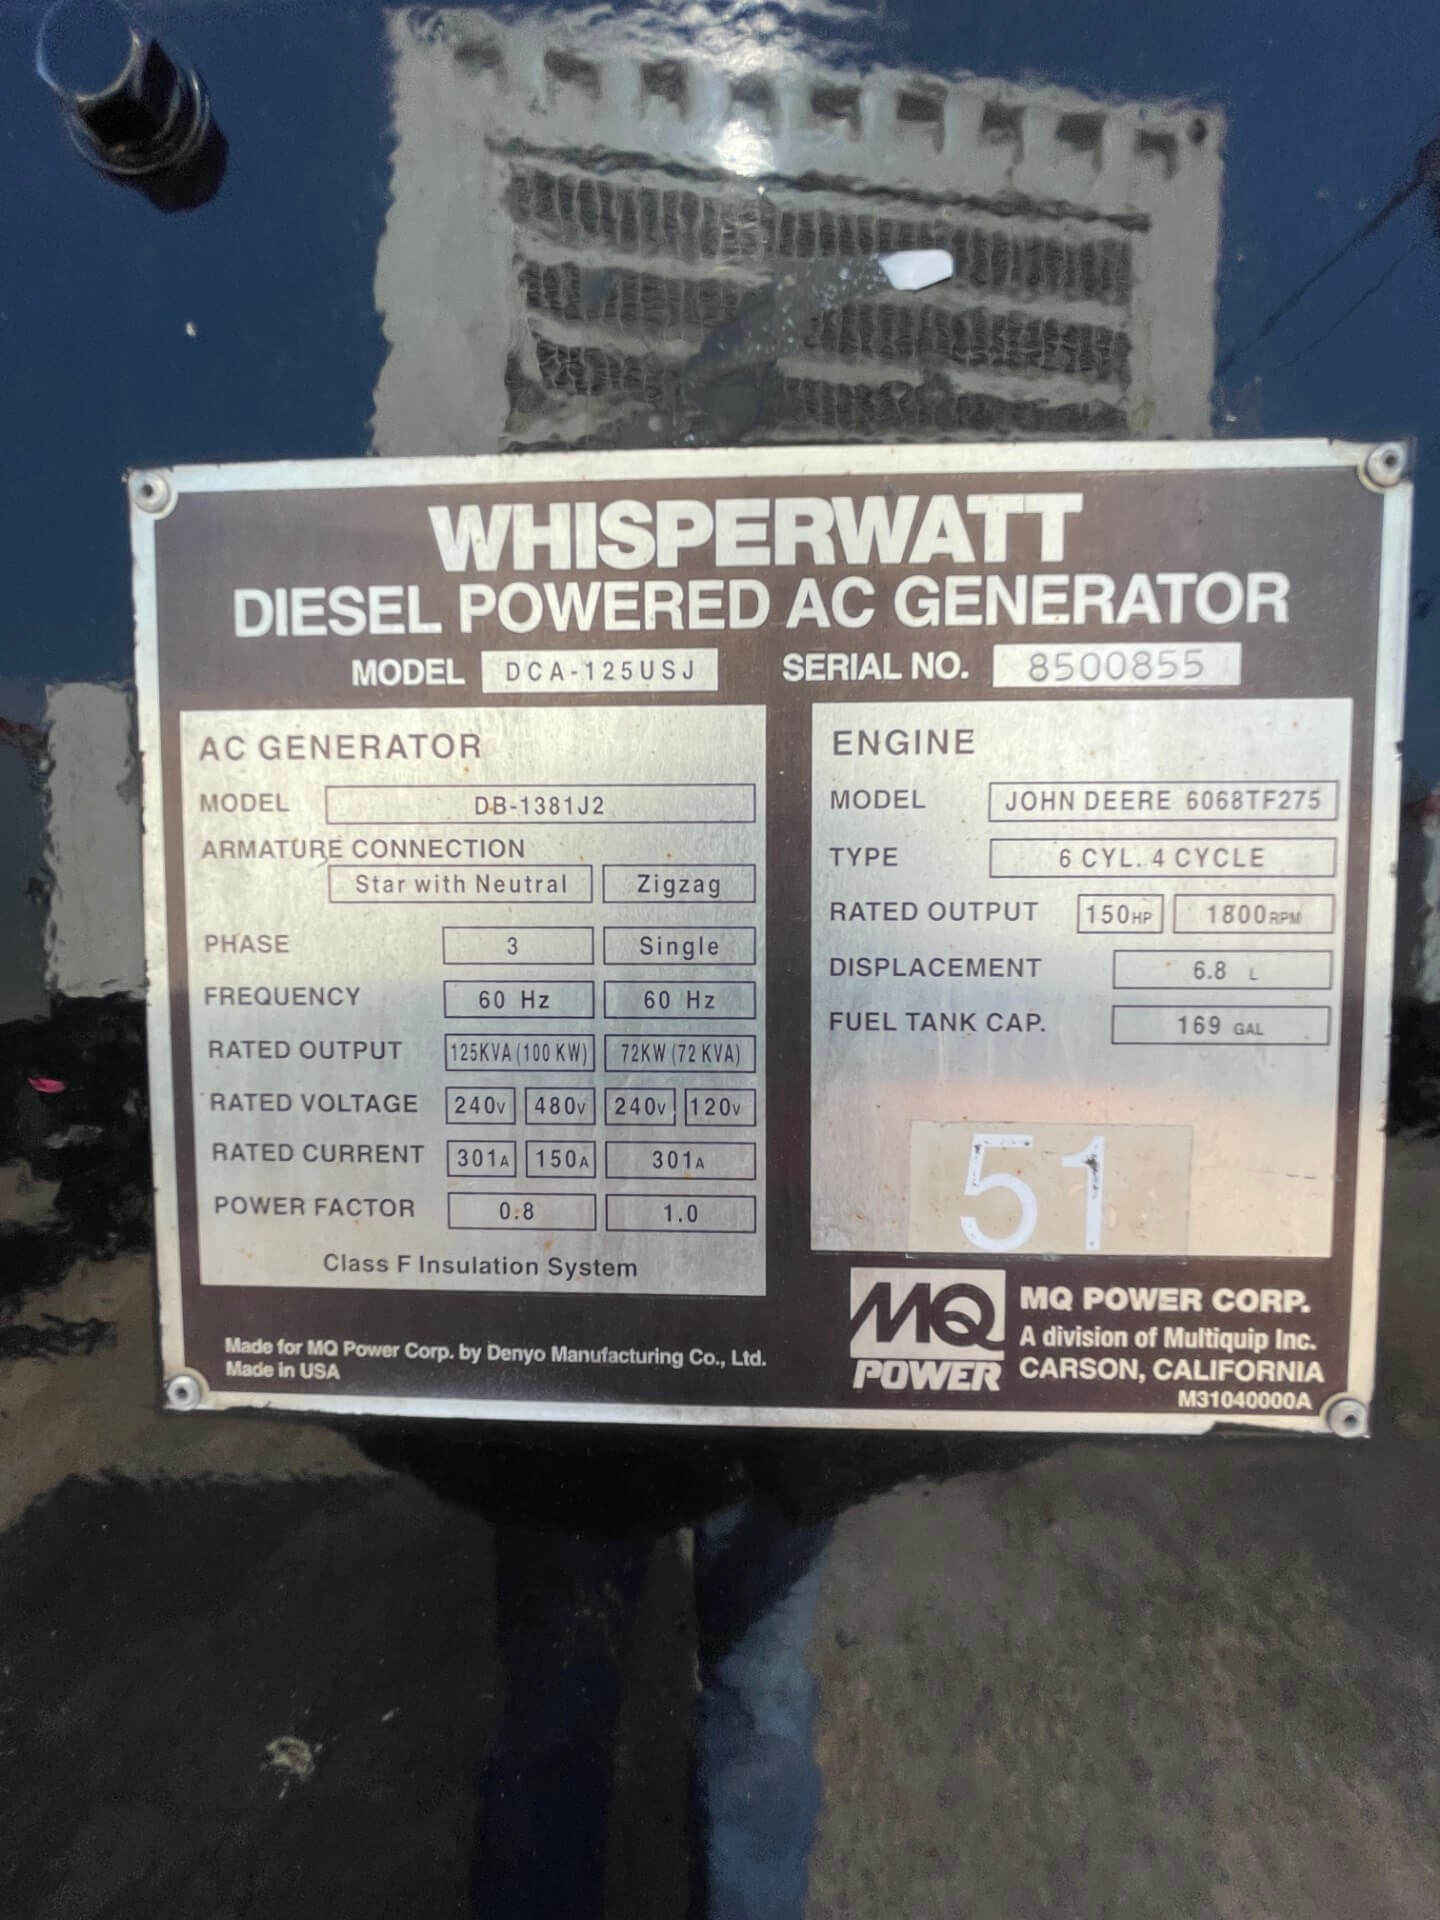 WHISPERWATT
DIESEL POWERED AC GENERATOR
MODEL DCA-125USJ SERIAL NO. 8500855
AC GENERATOR
MODEL DB-1381J2
ARMATURE CONNECTION
Star with Neutral Zigzag
PHASE 3 Single
FREQUENCY 60 Hz 60 Hz
RATED OUTPUT 125KVA (100 KW) 72KW (72 KVA)
RATED VOLTAGE 240V 480V 240V 120V
RATED CURRENT 301A 150A 301A
POWER FACTOR 0.8 1.0
Class F Insulation System
ENGINE
MODEL JOHN DEERE 6068TF275
TYPE 6 CYL. 4 CYCLE
RATED OUTPUT 150HP 1800RPM
DISPLACEMENT 6.8 L
FUEL TANK CAP. 169 GAL
51
Made for MQ Power Corp. by Denyo Manufacturing Co., Ltd.
Made in USA
MQ
POWER
MQ POWER CORP.
A division of Multiquip Inc.
CARSON, CALIFORNIA
M31040000A